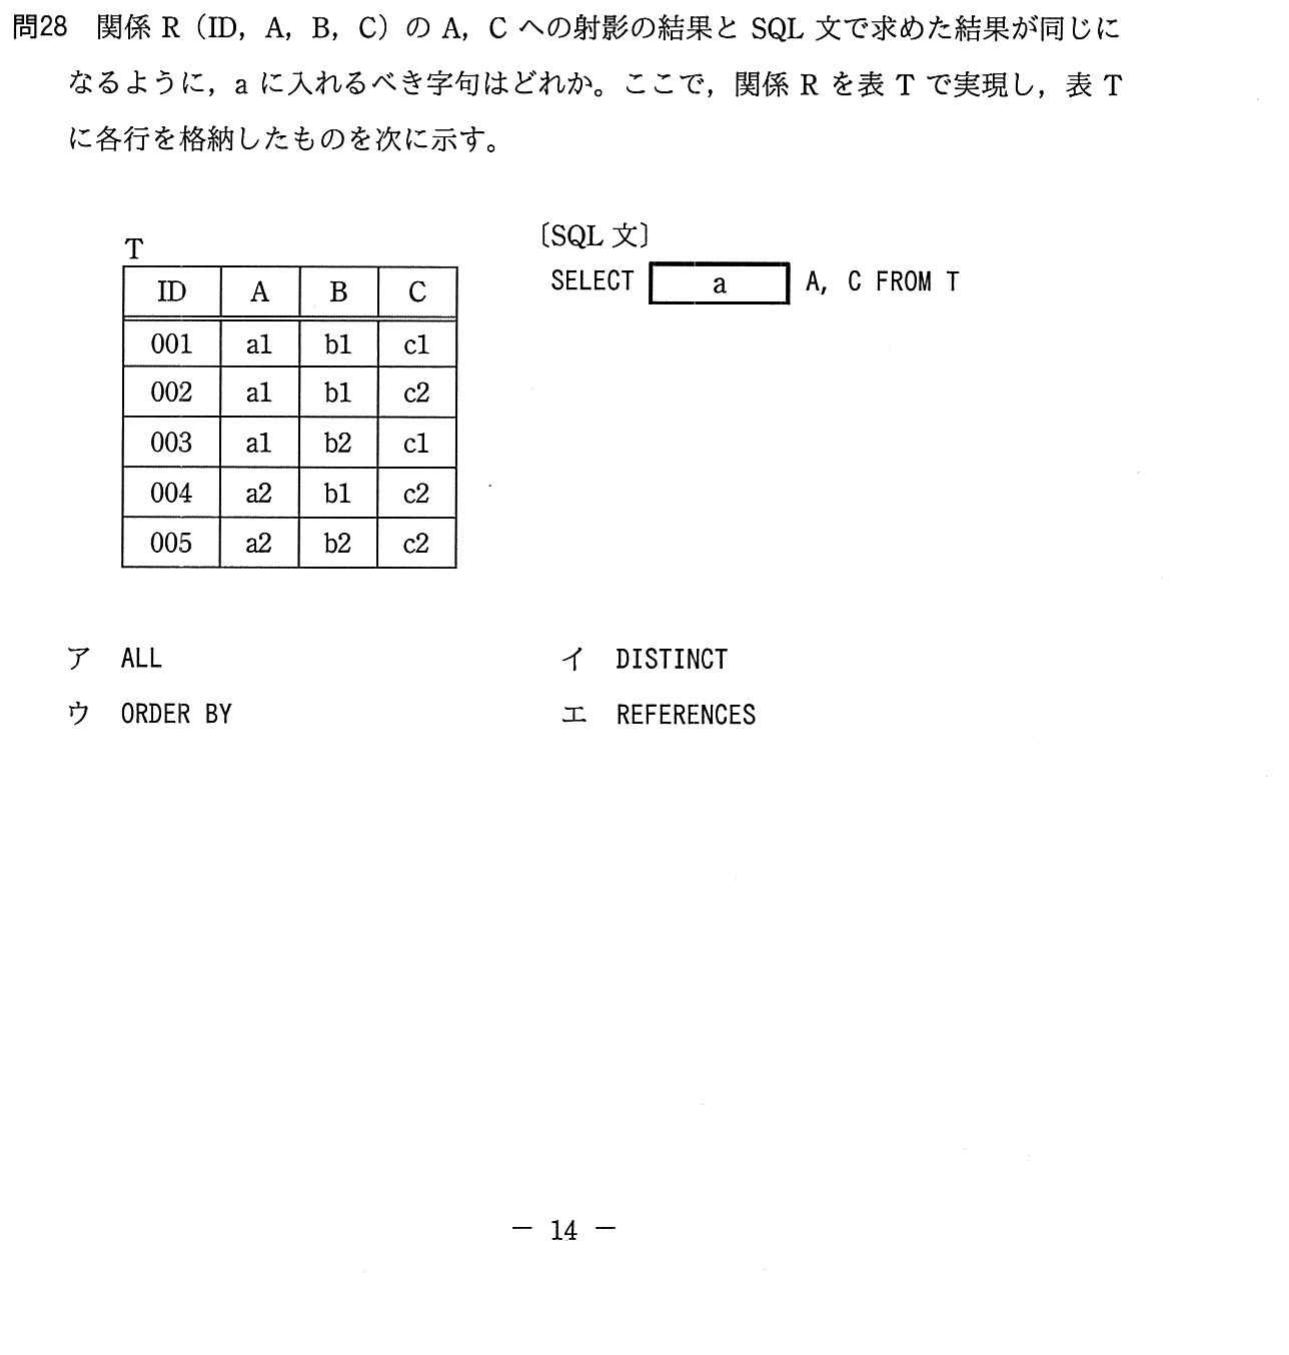 問28 関係 R（ID，A，B，C）の A，C への射影の結果と SQL 文で求めた結果が同じに
なるように，a に入れるべき字句はどれか。ここで，関係 R を表 T で実現し，表 T
に各行を格納したものを次に示す。
T
ID A B C
001 a1 b1 c1
002 a1 b1 c2
003 a1 b2 c1
004 a2 b1 c2
005 a2 b2 c2
〔SQL 文〕
SELECT a A, C FROM T
ア ALL
イ DISTINCT
ウ ORDER BY
エ REFERENCES
－ 14 －